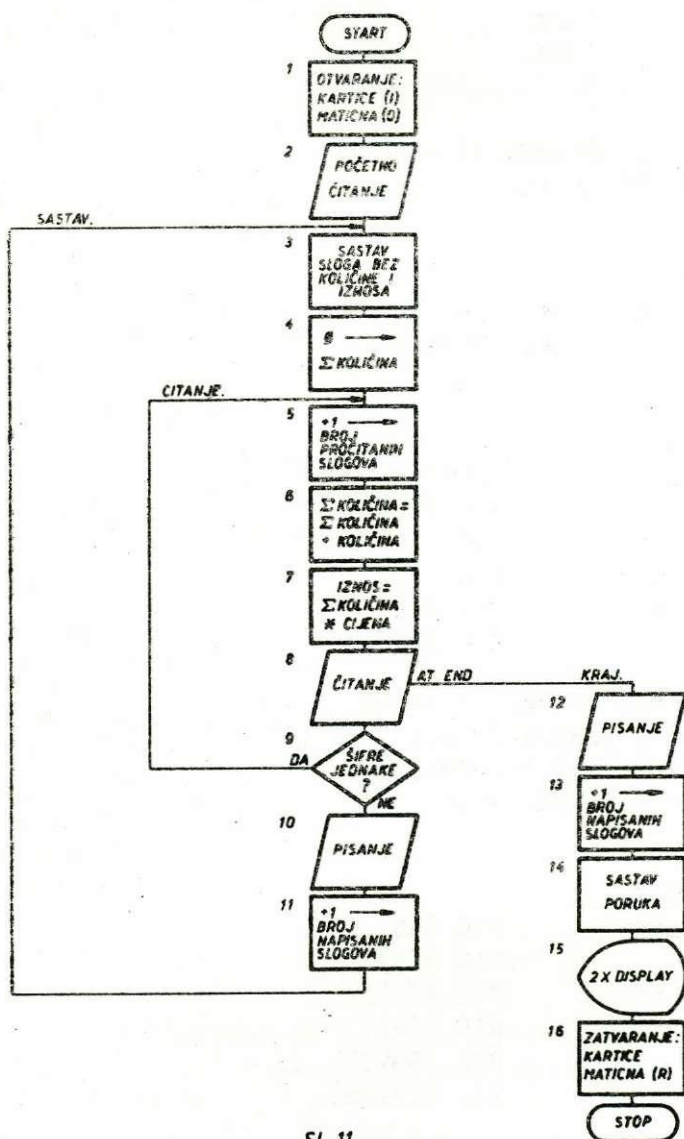 START
1
OTVARANJE:
KARTICE (I)
MATICNA (O)
2
POČETNO
ČITANJE
SASTAV.
3
SASTAV
SLOGA BEZ
KOLIČINE I
IZNOSA
4
0 →
Σ KOLIČINA
CITANJE.
5
+1 →
BROJ
PROČITANIH
SLOGOVA
6
Σ KOLIČINA =
Σ KOLIČINA
+ KOLIČINA
7
IZNOS =
Σ KOLIČINA
* CIJENA
8
ČITANJE
AT END
KRAJ.
9
DA
ŠIFRE
JEDNAKE
?
NE
10
PISANJE
11
+1 →
BROJ
NAPISANIH
SLOGOVA
12
PISANJE
13
+1 →
BROJ
NAPISANIH
SLOGOVA
14
SASTAV
PORUKA
15
2X DISPLAY
16
ZATVARANJE:
KARTICE
MATICNA (R)
STOP
Sl. 11